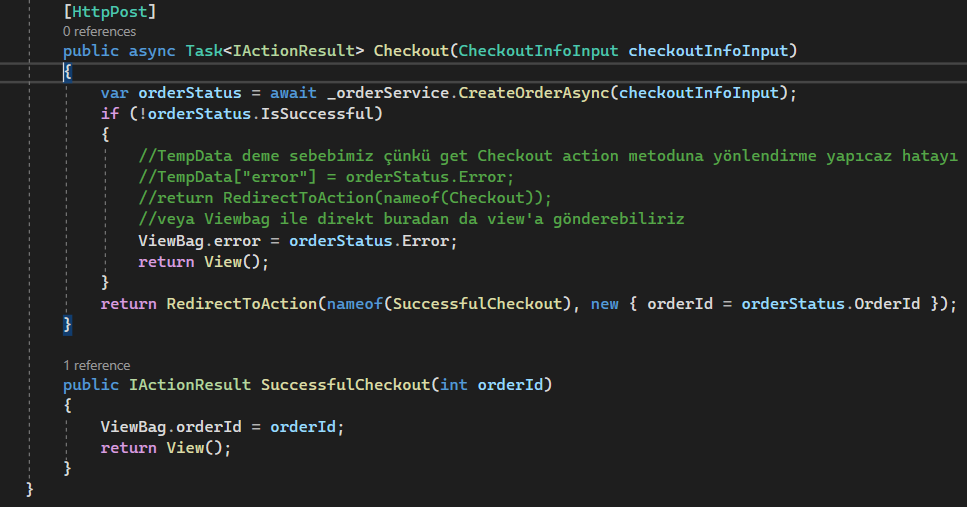 [HttpPost]
0 references
public async Task<IActionResult> Checkout(CheckoutInfoInput checkoutInfoInput)
{
var orderStatus = await _orderService.CreateOrderAsync(checkoutInfoInput);
if (!orderStatus.IsSuccessful)
{
//TempData deme sebebimiz çünkü get Checkout action metoduna yönlendirme yapıcaz hatayı
//TempData["error"] = orderStatus.Error;
//return RedirectToAction(nameof(Checkout));
//veya Viewbag ile direkt buradan da view'a gönderebiliriz
ViewBag.error = orderStatus.Error;
return View();
}
return RedirectToAction(nameof(SuccessfulCheckout), new { orderId = orderStatus.OrderId });
}
1 reference
public IActionResult SuccessfulCheckout(int orderId)
{
ViewBag.orderId = orderId;
return View();
}
}